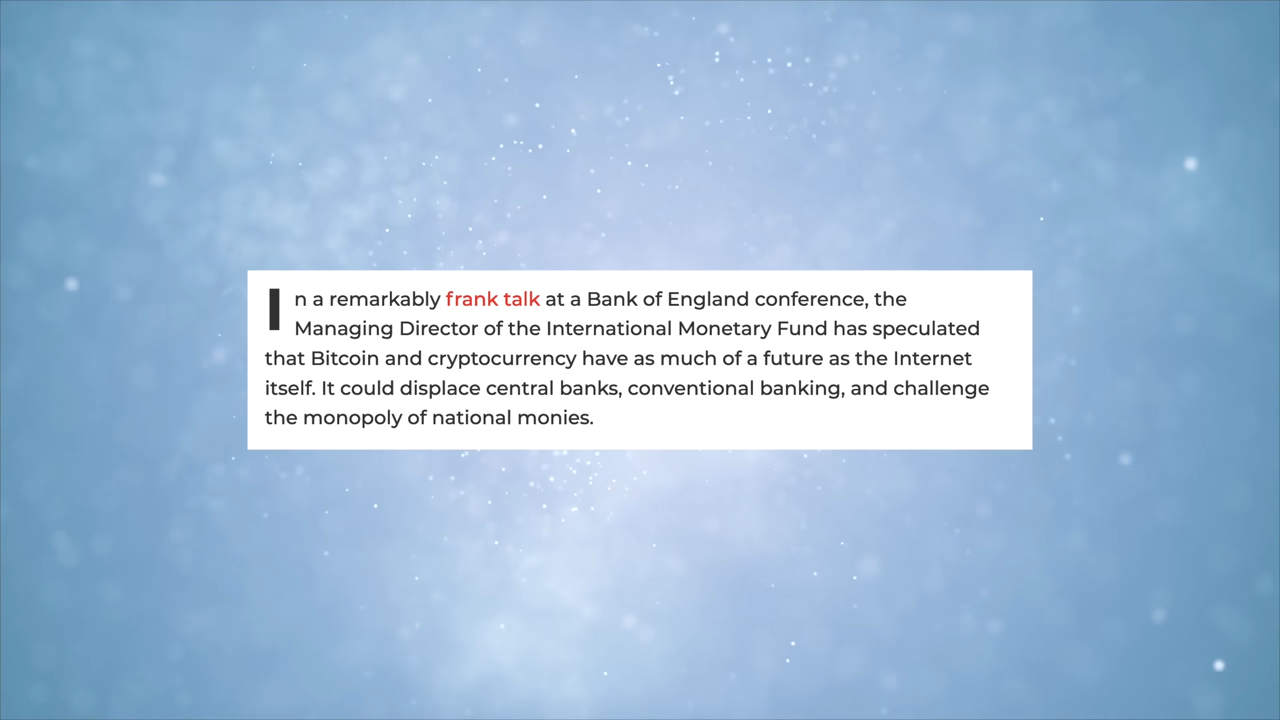 In a remarkably frank talk at a Bank of England conference, the
Managing Director of the International Monetary Fund has speculated
that Bitcoin and cryptocurrency have as much of a future as the Internet
itself. It could displace central banks, conventional banking, and challenge
the monopoly of national monies.